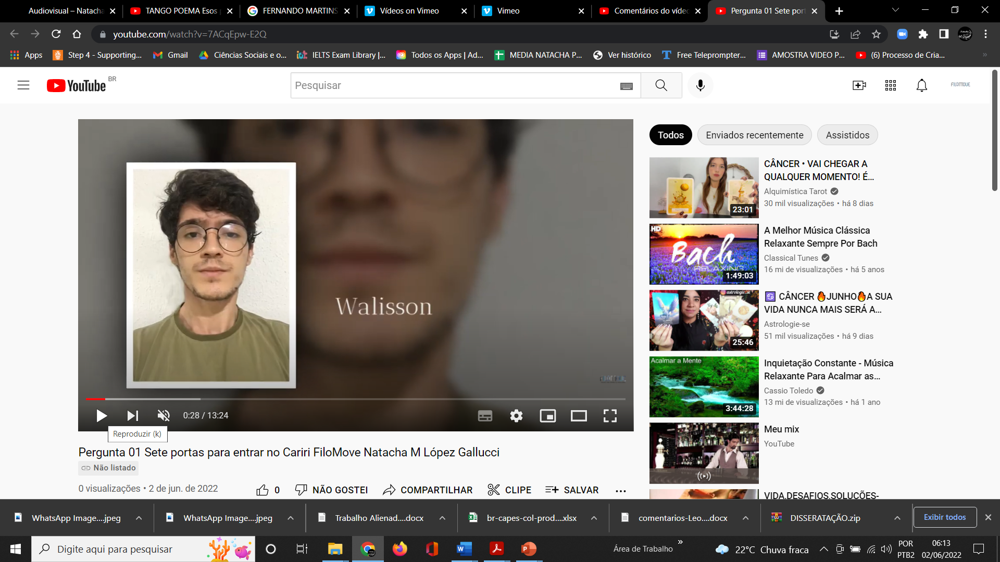 Audiovisual – Natacha
TANGO POEMA Esos
FERNANDO MARTINS
Vídeos on Vimeo
Vimeo
Comentários do vídeo
Pergunta 01 Sete port
youtube.com/watch?v=7ACqEpw-E2Q
Apps
Step 4 - Supporting...
Gmail
Ciências Sociais e o...
IELTS Exam Library |...
Todos os Apps | Ad...
MEDIA NATACHA P...
Ver histórico
Free Teleprompter...
AMOSTRA VIDEO P...
(6) Processo de Cria...
YouTube BR
Pesquisar
FILOMOVE
Todos
Enviados recentemente
Assistidos
Walisson
0:28 / 13:24
Reproduzir (k)
Pergunta 01 Sete portas para entrar no Cariri FiloMove Natacha M López Gallucci
Não listado
0 visualizações • 2 de jun. de 2022
0
NÃO GOSTEI
COMPARTILHAR
CLIPE
SALVAR
23:01
CÂNCER • VAI CHEGAR A
QUALQUER MOMENTO! É...
Alquimística Tarot
30 mil visualizações • há 8 dias
HD
Bach
RELAXING
1:49:03
A Melhor Música Clássica
Relaxante Sempre Por Bach
Classical Tunes
16 mi de visualizações • há 5 anos
astrologie.se
25:46
♋ CÂNCER 🔥JUNHO🔥A SUA
VIDA NUNCA MAIS SERÁ A...
Astrologie-se
51 mil visualizações • há 9 dias
Acalmar a Mente
3:44:28
Inquietação Constante - Música
Relaxante Para Acalmar as...
Cassio Toledo
13 mi de visualizações • há 1 ano
Meu mix
YouTube
VIDA,DESAFIOS,SOLUÇÕES-
WhatsApp Image....jpeg
WhatsApp Image....jpeg
Trabalho Alienad....docx
br-capes-col-prod....xlsx
comentarios-Leo....docx
DISSERATAÇÃO.zip
Exibir todos
Digite aqui para pesquisar
Área de Trabalho
22°C Chuva fraca
POR
PTB2
06:13
02/06/2022